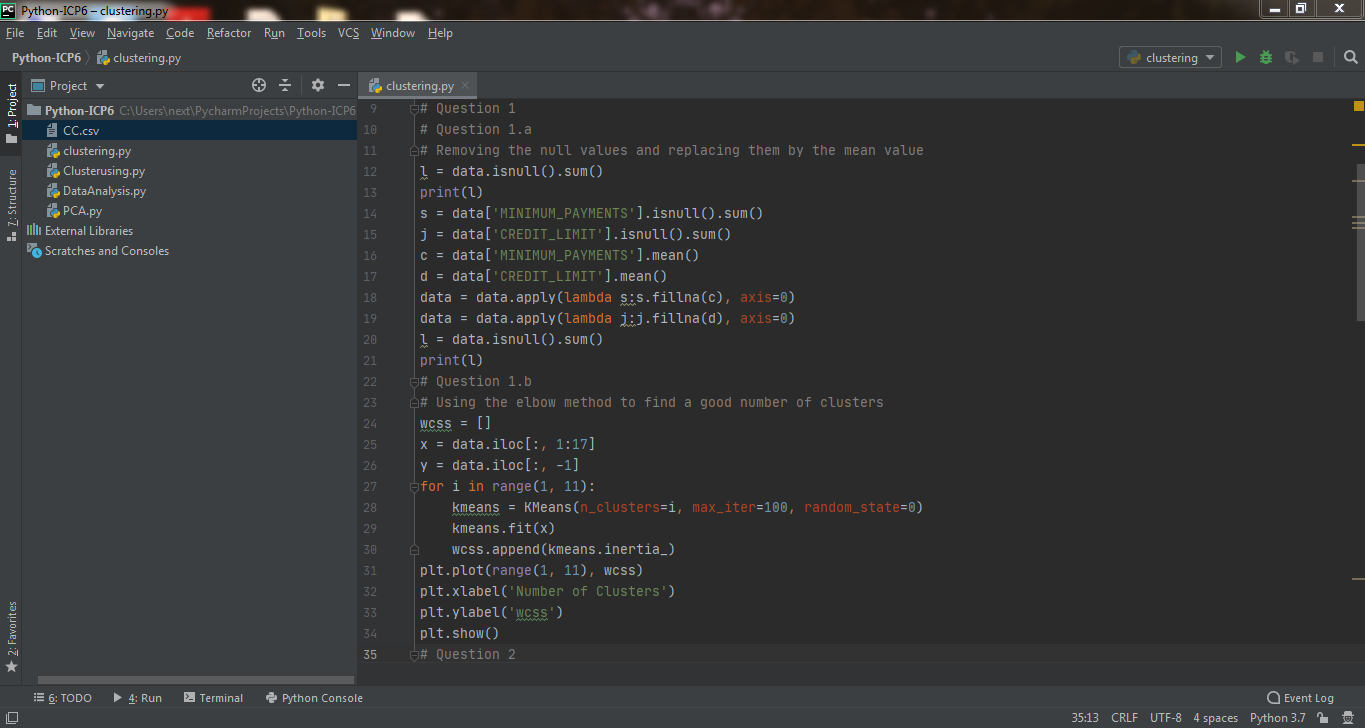 Python-ICP6 – clustering.py
File Edit View Navigate Code Refactor Run Tools VCS Window Help
Python-ICP6 clustering.py
clustering
1: Project
7: Structure
2: Favorites
Project
Python-ICP6 C:\Users\next\PycharmProjects\Python-ICP6
CC.csv
clustering.py
Clusterusing.py
DataAnalysis.py
PCA.py
External Libraries
Scratches and Consoles
clustering.py
9 # Question 1
10 # Question 1.a
11 # Removing the null values and replacing them by the mean value
12 l = data.isnull().sum()
13 print(l)
14 s = data['MINIMUM_PAYMENTS'].isnull().sum()
15 j = data['CREDIT_LIMIT'].isnull().sum()
16 c = data['MINIMUM_PAYMENTS'].mean()
17 d = data['CREDIT_LIMIT'].mean()
18 data = data.apply(lambda s:s.fillna(c), axis=0)
19 data = data.apply(lambda j:j.fillna(d), axis=0)
20 l = data.isnull().sum()
21 print(l)
22 # Question 1.b
23 # Using the elbow method to find a good number of clusters
24 wcss = []
25 x = data.iloc[:, 1:17]
26 y = data.iloc[:, -1]
27 for i in range(1, 11):
28 kmeans = KMeans(n_clusters=i, max_iter=100, random_state=0)
29 kmeans.fit(x)
30 wcss.append(kmeans.inertia_)
31 plt.plot(range(1, 11), wcss)
32 plt.xlabel('Number of Clusters')
33 plt.ylabel('wcss')
34 plt.show()
35 # Question 2
6: TODO 4: Run Terminal Python Console Event Log
35:13 CRLF UTF-8 4 spaces Python 3.7